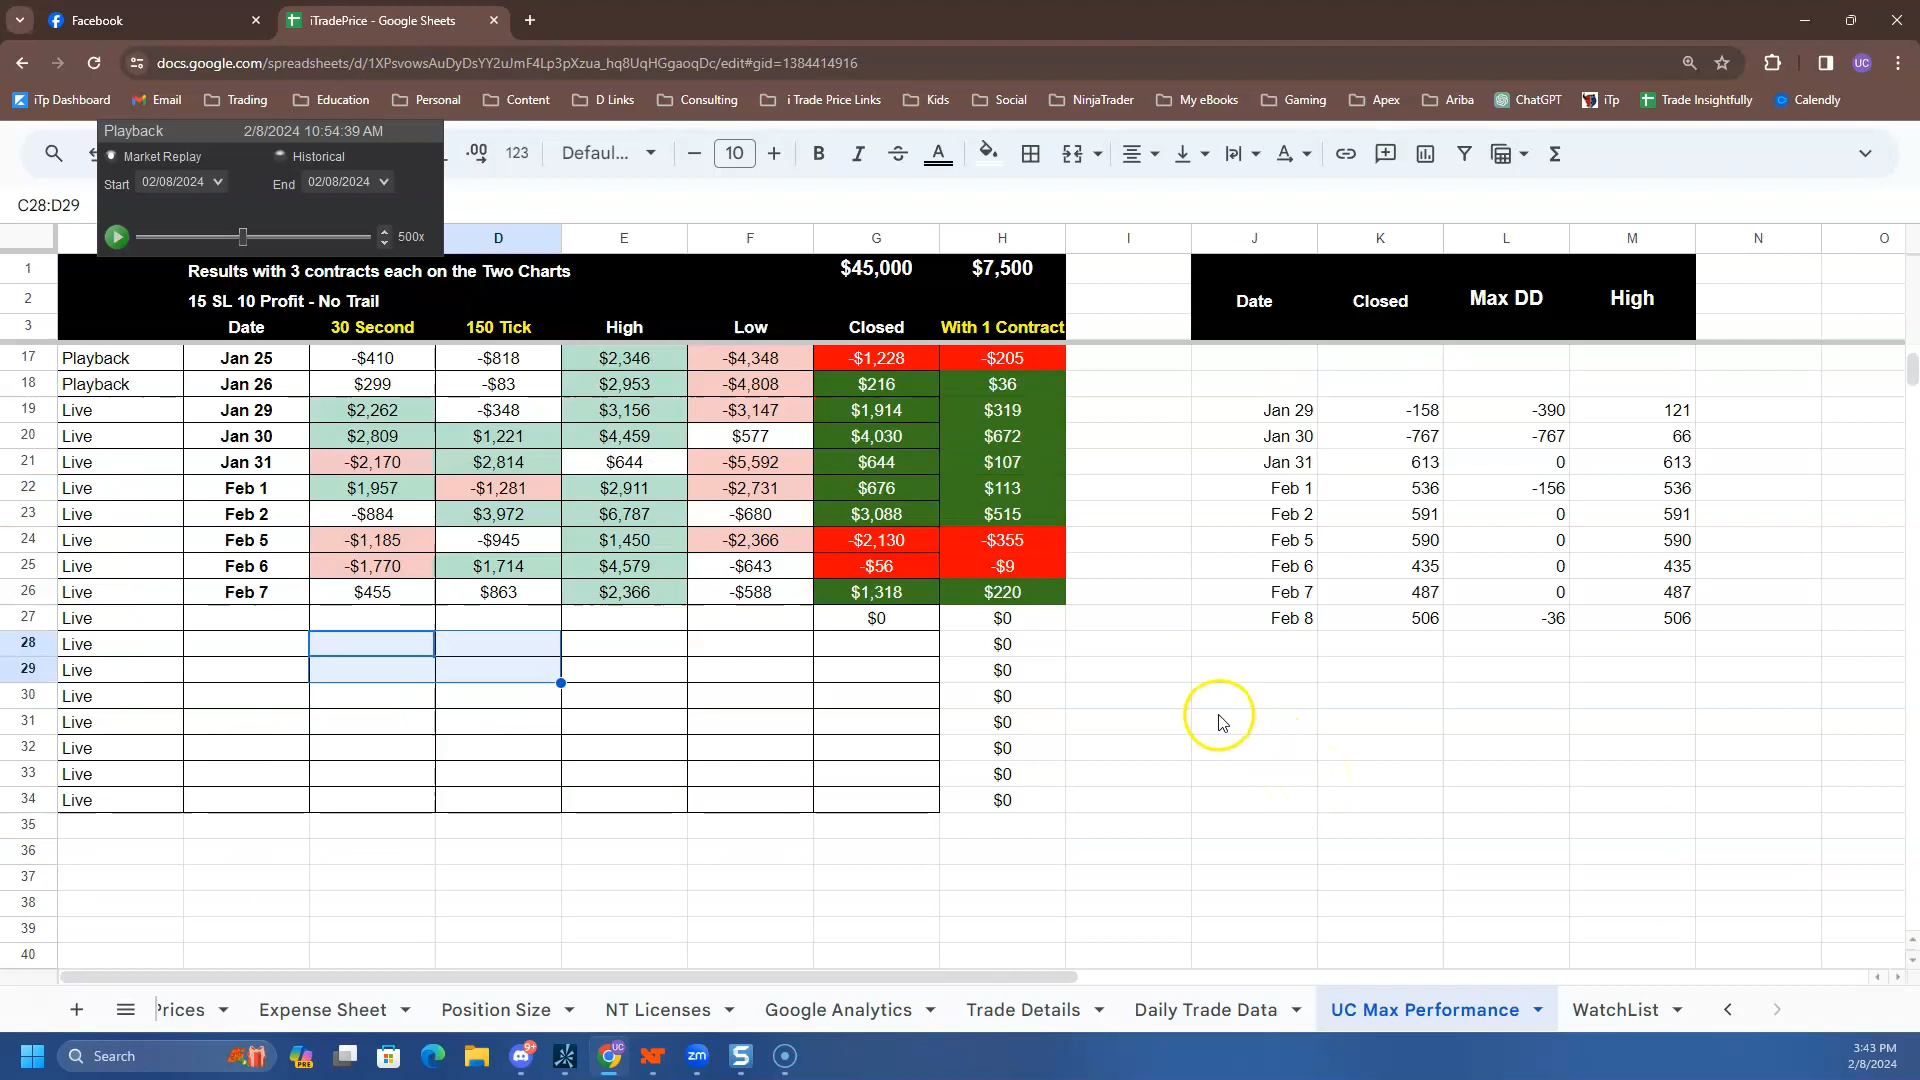 Facebook
iTradePrice - Google Sheets
docs.google.com/spreadsheets/d/1XPsvowsAuDyDsYY2uJmF4Lp3pXzua_hq8UqHGgaoqDc/edit#gid=1384414916
UC
iTp Dashboard Email Trading Education Personal Content D Links Consulting i Trade Price Links Kids Social NinjaTrader My eBooks Gaming Apex Ariba ChatGPT iTp Trade Insightfully Calendly
Playback 2/8/2024 10:54:39 AM
Market Replay Historical
Start 02/08/2024 End 02/08/2024
500x
.00 123 Defaul... 10 B I A
C28:D29
D E F G H I J K L M N O
1 Results with 3 contracts each on the Two Charts $45,000 $7,500
2 15 SL 10 Profit - No Trail Date Closed Max DD High
3 Date 30 Second 150 Tick High Low Closed With 1 Contract
17 Playback Jan 25 -$410 -$818 $2,346 -$4,348 -$1,228 -$205
18 Playback Jan 26 $299 -$83 $2,953 -$4,808 $216 $36
19 Live Jan 29 $2,262 -$348 $3,156 -$3,147 $1,914 $319 Jan 29 -158 -390 121
20 Live Jan 30 $2,809 $1,221 $4,459 $577 $4,030 $672 Jan 30 -767 -767 66
21 Live Jan 31 -$2,170 $2,814 $644 -$5,592 $644 $107 Jan 31 613 0 613
22 Live Feb 1 $1,957 -$1,281 $2,911 -$2,731 $676 $113 Feb 1 536 -156 536
23 Live Feb 2 -$884 $3,972 $6,787 -$680 $3,088 $515 Feb 2 591 0 591
24 Live Feb 5 -$1,185 -$945 $1,450 -$2,366 -$2,130 -$355 Feb 5 590 0 590
25 Live Feb 6 -$1,770 $1,714 $4,579 -$643 -$56 -$9 Feb 6 435 0 435
26 Live Feb 7 $455 $863 $2,366 -$588 $1,318 $220 Feb 7 487 0 487
27 Live $0 $0 Feb 8 506 -36 506
28 Live $0
29 Live $0
30 Live $0
31 Live $0
32 Live $0
33 Live $0
34 Live $0
35
36
37
38
39
40
Prices Expense Sheet Position Size NT Licenses Google Analytics Trade Details Daily Trade Data UC Max Performance WatchList
Search
PRE
9+
UC
zm
S
3:43 PM
2/8/2024